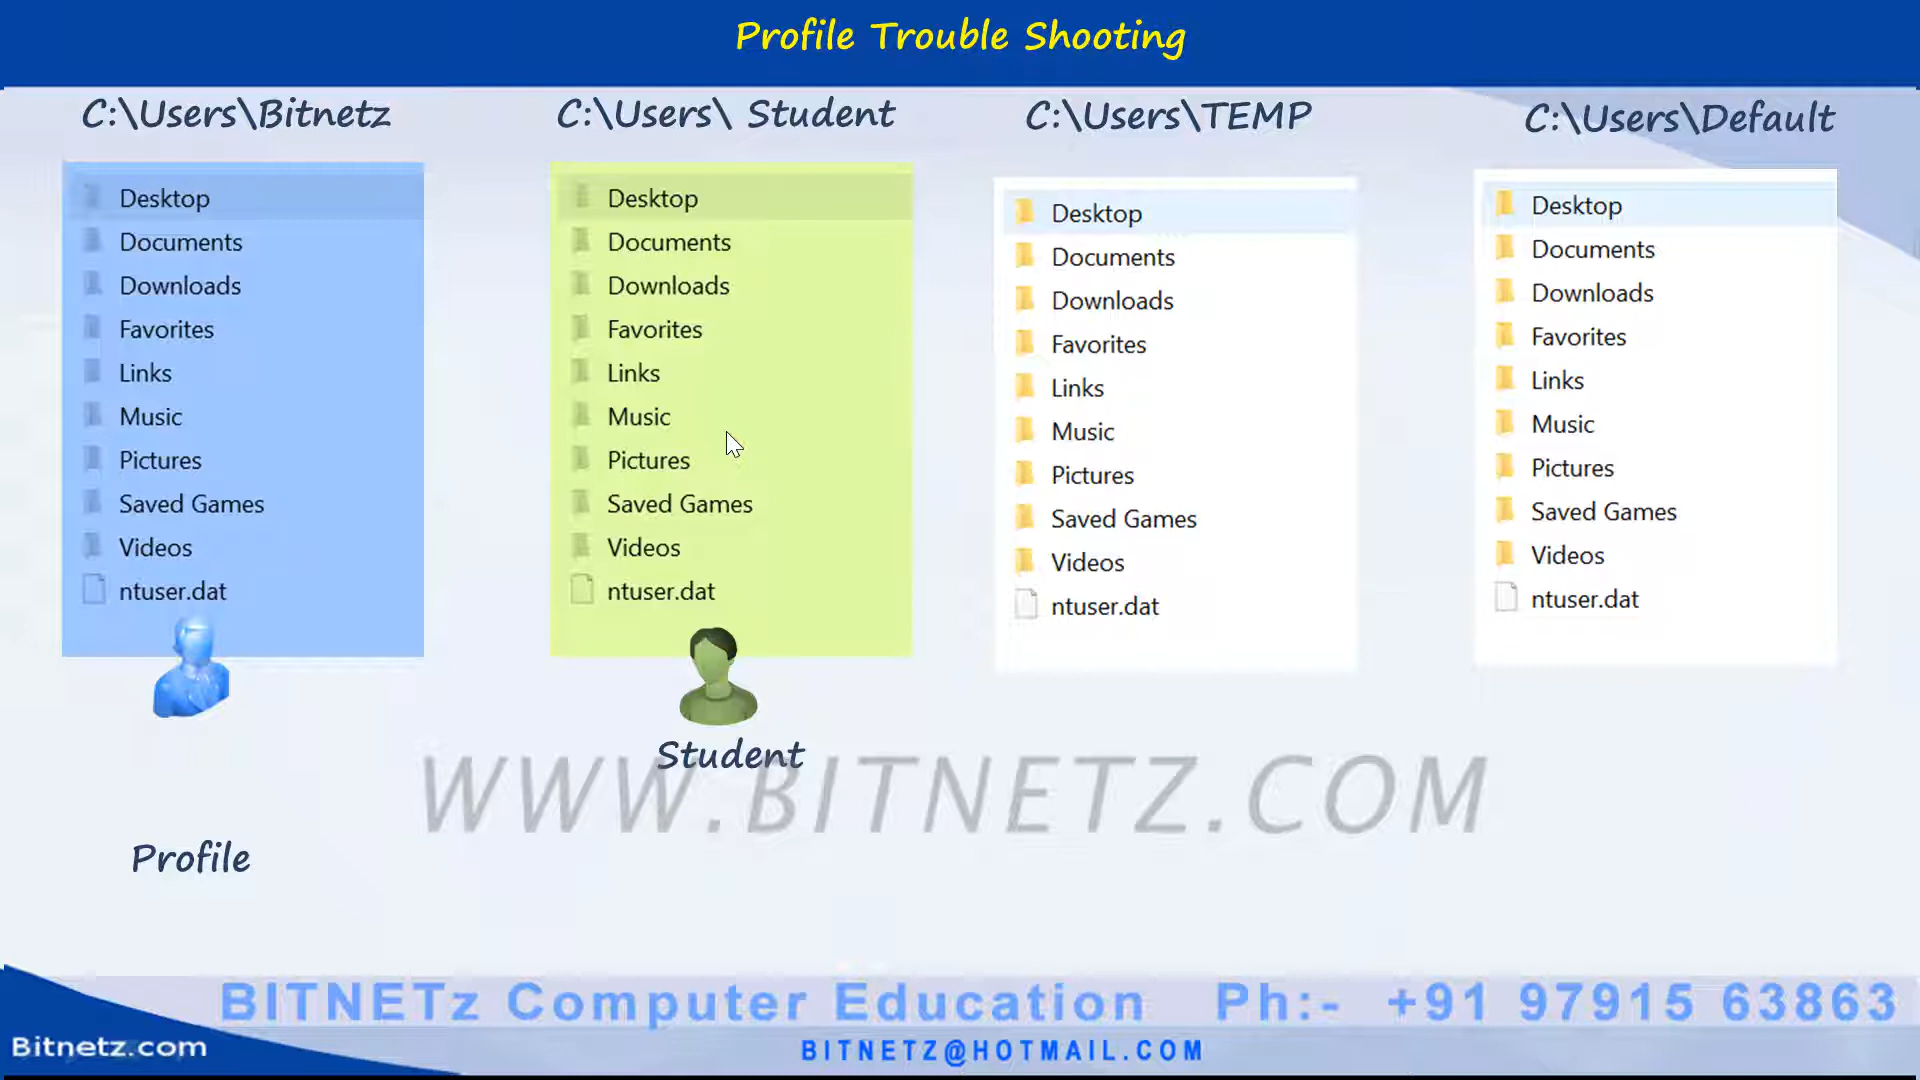 Profile Trouble Shooting
C:\Users\Bitnetz
Desktop
Documents
Downloads
Favorites
Links
Music
Pictures
Saved Games
Videos
ntuser.dat
Profile
C:\Users\ Student
Desktop
Documents
Downloads
Favorites
Links
Music
Pictures
Saved Games
Videos
ntuser.dat
Student
C:\Users\TEMP
Desktop
Documents
Downloads
Favorites
Links
Music
Pictures
Saved Games
Videos
ntuser.dat
C:\Users\Default
Desktop
Documents
Downloads
Favorites
Links
Music
Pictures
Saved Games
Videos
ntuser.dat
WWW.BITNETZ.COM
BITNETz Computer Education Ph:- +91 97915 63863
Bitnetz.com
BITNETZ@HOTMAIL.COM